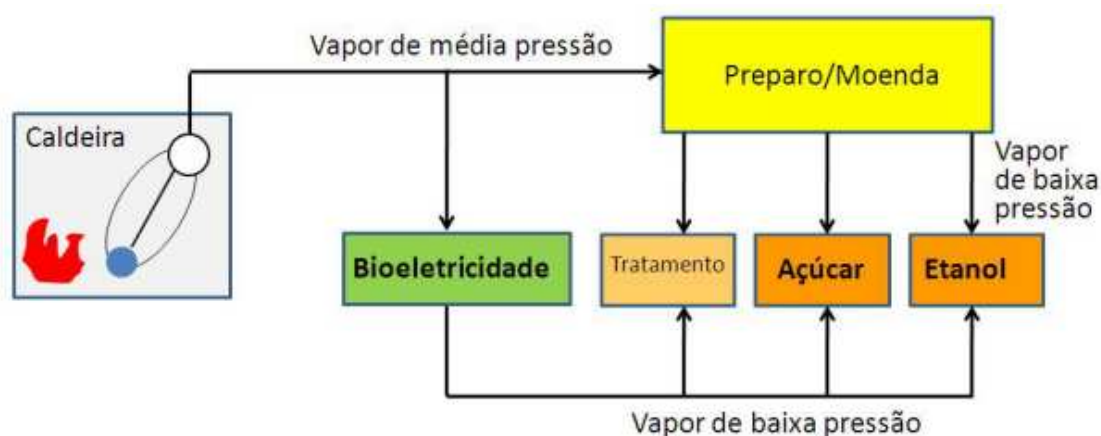 Vapor de média pressão
Preparo/Moenda
Caldeira
Vapor
de baixa
pressão
Bioeletricidade
Tratamento
Açúcar
Etanol
Vapor de baixa pressão